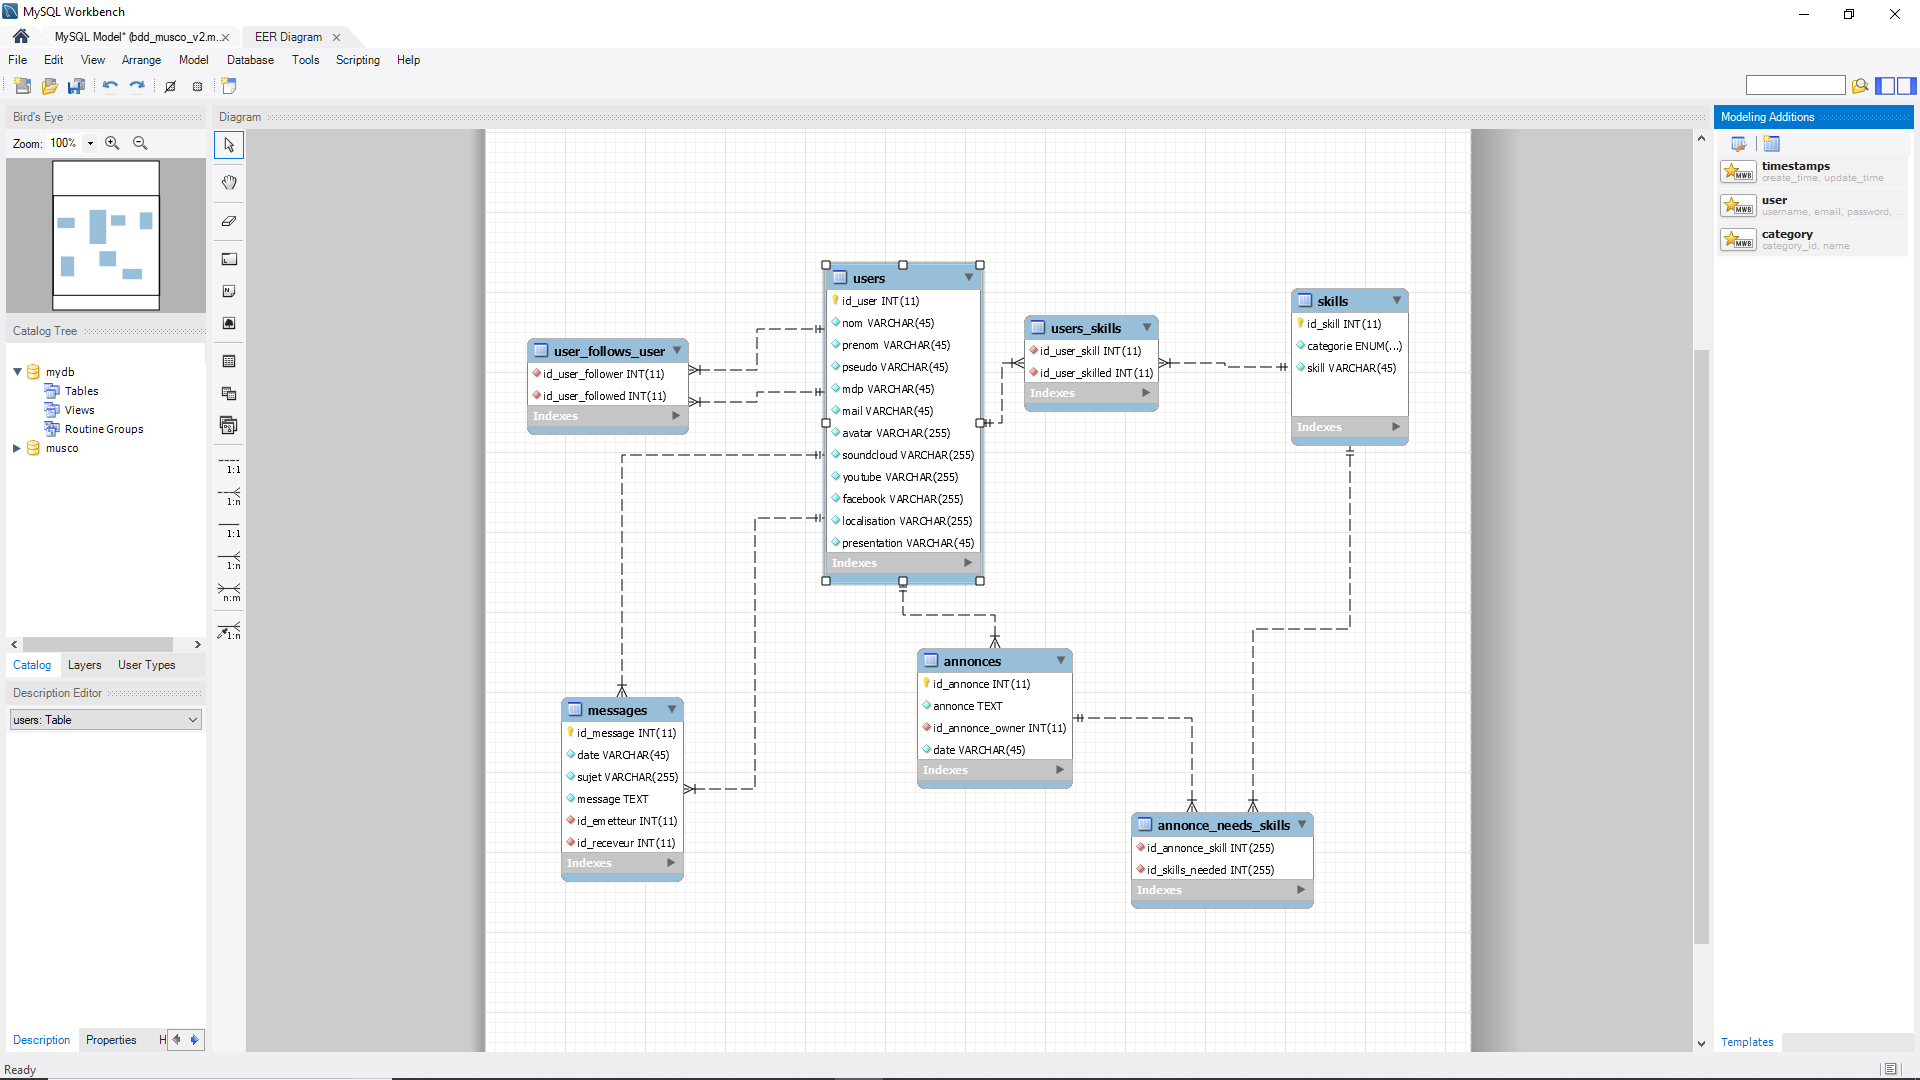 MySQL Workbench
MySQL Model* (bdd_musco_v2.m...
EER Diagram
File Edit View Arrange Model Database Tools Scripting Help
Bird's Eye
Zoom: 100%
Catalog Tree
mydb
Tables
Views
Routine Groups
musco
Catalog Layers User Types
Description Editor
users: Table
Description Properties H
Ready
Diagram
1:1
1:n
1:1
1:n
n:m
1:n
user_follows_user
id_user_follower INT(11)
id_user_followed INT(11)
Indexes
users
id_user INT(11)
nom VARCHAR(45)
prenom VARCHAR(45)
pseudo VARCHAR(45)
mdp VARCHAR(45)
mail VARCHAR(45)
avatar VARCHAR(255)
soundcloud VARCHAR(255)
youtube VARCHAR(255)
facebook VARCHAR(255)
localisation VARCHAR(255)
presentation VARCHAR(45)
Indexes
users_skills
id_user_skill INT(11)
id_user_skilled INT(11)
Indexes
skills
id_skill INT(11)
categorie ENUM(...)
skill VARCHAR(45)
Indexes
messages
id_message INT(11)
date VARCHAR(45)
sujet VARCHAR(255)
message TEXT
id_emetteur INT(11)
id_receveur INT(11)
Indexes
annonces
id_annonce INT(11)
annonce TEXT
id_annonce_owner INT(11)
date VARCHAR(45)
Indexes
annonce_needs_skills
id_annonce_skill INT(255)
id_skills_needed INT(255)
Indexes
Modeling Additions
MWB
timestamps
create_time, update_time
MWB
user
username, email, password, ...
MWB
category
category_id, name
Templates